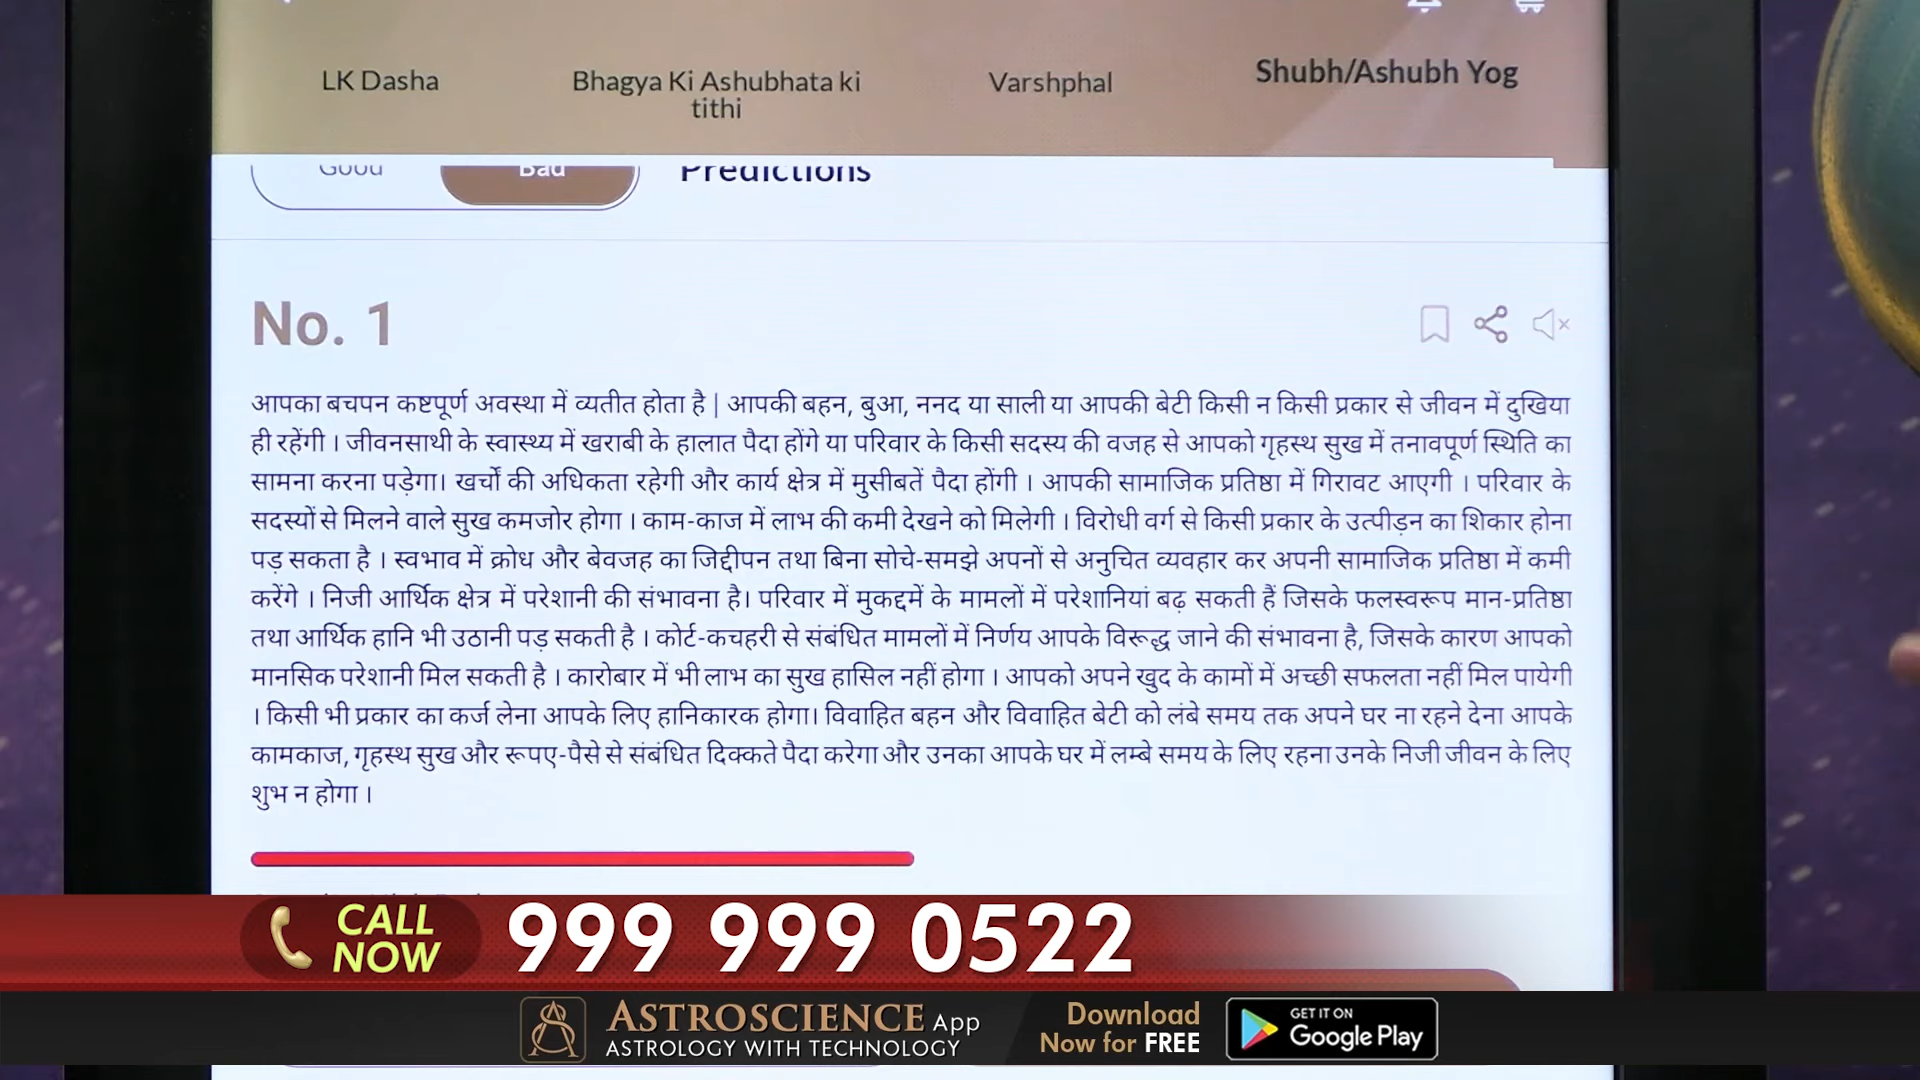 LK Dasha
Bhagya Ki Ashubhata ki
tithi
Varshphal
Shubh/Ashubh Yog
Good
Bad
Predictions
No. 1
आपका बचपन कष्टपूर्ण अवस्था में व्यतीत होता है | आपकी बहन, बुआ, ननद या साली या आपकी बेटी किसी न किसी प्रकार से जीवन में दुखिया
ही रहेंगी । जीवनसाथी के स्वास्थ्य में खराबी के हालात पैदा होंगे या परिवार के किसी सदस्य की वजह से आपको गृहस्थ सुख में तनावपूर्ण स्थिति का
सामना करना पड़ेगा। खर्चों की अधिकता रहेगी और कार्य क्षेत्र में मुसीबतें पैदा होंगी । आपकी सामाजिक प्रतिष्ठा में गिरावट आएगी । परिवार के
सदस्यों से मिलने वाले सुख कमजोर होगा । काम-काज में लाभ की कमी देखने को मिलेगी । विरोधी वर्ग से किसी प्रकार के उत्पीड़न का शिकार होना
पड़ सकता है । स्वभाव में क्रोध और बेवजह का जिद्दीपन तथा बिना सोचे-समझे अपनों से अनुचित व्यवहार कर अपनी सामाजिक प्रतिष्ठा में कमी
करेंगे । निजी आर्थिक क्षेत्र में परेशानी की संभावना है। परिवार में मुकद्दमें के मामलों में परेशानियां बढ़ सकती हैं जिसके फलस्वरूप मान-प्रतिष्ठा
तथा आर्थिक हानि भी उठानी पड़ सकती है । कोर्ट-कचहरी से संबंधित मामलों में निर्णय आपके विरूद्ध जाने की संभावना है, जिसके कारण आपको
मानसिक परेशानी मिल सकती है । कारोबार में भी लाभ का सुख हासिल नहीं होगा । आपको अपने खुद के कामों में अच्छी सफलता नहीं मिल पायेगी
। किसी भी प्रकार का कर्ज लेना आपके लिए हानिकारक होगा। विवाहित बहन और विवाहित बेटी को लंबे समय तक अपने घर ना रहने देना आपके
कामकाज, गृहस्थ सुख और रूपए-पैसे से संबंधित दिक्कते पैदा करेगा और उनका आपके घर में लम्बे समय के लिए रहना उनके निजी जीवन के लिए
शुभ न होगा ।
CALL
NOW
999 999 0522
ASTROSCIENCE App
ASTROLOGY WITH TECHNOLOGY
Download
Now for FREE
GET IT ON
Google Play